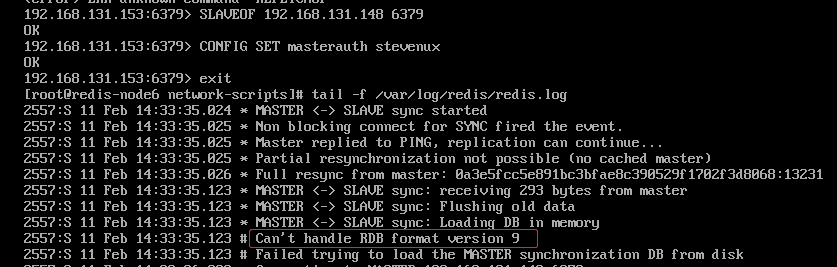 192.168.131.153:6379> SLAVEOF 192.168.131.148 6379
OK
192.168.131.153:6379> CONFIG SET masterauth stevenux
OK
192.168.131.153:6379> exit
[root@redis-node6 network-scripts]# tail -f /var/log/redis/redis.log
2557:S 11 Feb 14:33:35.024 * MASTER <-> SLAVE sync started
2557:S 11 Feb 14:33:35.025 * Non blocking connect for SYNC fired the event.
2557:S 11 Feb 14:33:35.025 * Master replied to PING, replication can continue...
2557:S 11 Feb 14:33:35.025 * Partial resynchronization not possible (no cached master)
2557:S 11 Feb 14:33:35.026 * Full resync from master: 0a3e5fcc5e891bc3bfae8c390529f1702f3d8068:13231
2557:S 11 Feb 14:33:35.123 * MASTER <-> SLAVE sync: receiving 293 bytes from master
2557:S 11 Feb 14:33:35.123 * MASTER <-> SLAVE sync: Flushing old data
2557:S 11 Feb 14:33:35.123 * MASTER <-> SLAVE sync: Loading DB in memory
2557:S 11 Feb 14:33:35.123 # Can't handle RDB format version 9
2557:S 11 Feb 14:33:35.123 # Failed trying to load the MASTER synchronization DB from disk